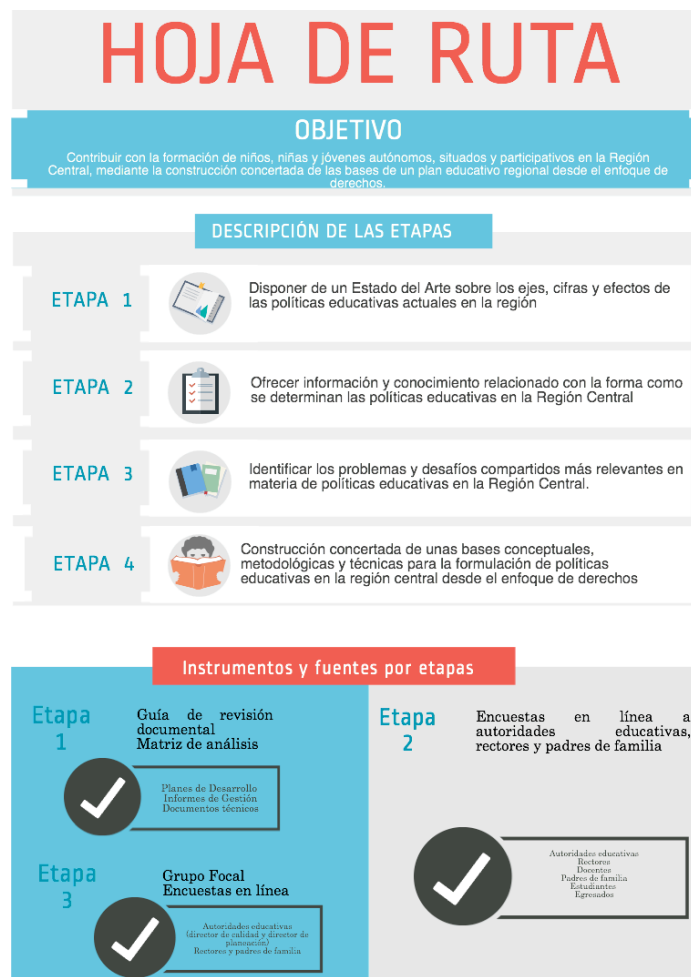 HOJA DE RUTA
OBJETIVO
Contribuir con la formación de niños, niñas y jóvenes autónomos, situados y participativos en la Región
Central, mediante la construcción concertada de las bases de un plan educativo regional desde el enfoque de
derechos.
DESCRIPCIÓN DE LAS ETAPAS
ETAPA 1
Disponer de un Estado del Arte sobre los ejes, cifras y efectos de
las políticas educativas actuales en la región
ETAPA 2
Ofrecer información y conocimiento relacionado con la forma como
se determinan las políticas educativas en la Región Central
ETAPA 3
Identificar los problemas y desafíos compartidos más relevantes en
materia de políticas educativas en la Región Central.
ETAPA 4
Construcción concertada de unas bases conceptuales,
metodológicas y técnicas para la formulación de políticas
educativas en la región central desde el enfoque de derechos
Instrumentos y fuentes por etapas
Etapa
1
Guía de revisión
documental
Matriz de análisis
Planes de Desarrollo
Informes de Gestión
Documentos técnicos
Etapa
2
Encuestas en línea a
autoridades educativas,
rectores y padres de familia
Autoridades educativas
Rectores
Docentes
Padres de familia
Estudiantes
Egresados
Etapa
3
Grupo Focal
Encuestas en línea
Autoridades educativas
(director de calidad y director de
planeación)
Rectores y padres de familia